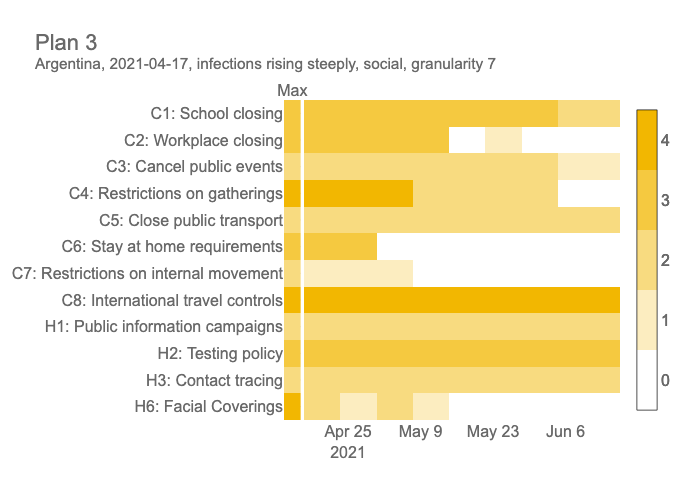 Plan 3
Argentina, 2021-04-17, infections rising steeply, social, granularity 7
Max
C1: School closing
C2: Workplace closing
C3: Cancel public events
C4: Restrictions on gatherings
C5: Close public transport
C6: Stay at home requirements
C7: Restrictions on internal movement
C8: International travel controls
H1: Public information campaigns
H2: Testing policy
H3: Contact tracing
H6: Facial Coverings
Apr 25 May 9 May 23 Jun 6
2021
4
3
2
1
0